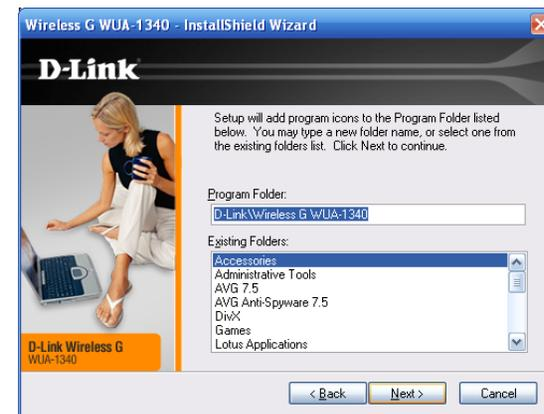 Wireless G WUA-1340 - InstallShield Wizard
D-Link
Setup will add program icons to the Program Folder listed
below. You may type a new folder name, or select one from
the existing folders list. Click Next to continue.
Program Folder:
D-Link\Wireless G WUA-1340
Existing Folders:
Accessories
Administrative Tools
AVG 7.5
AVG Anti-Spyware 7.5
DivX
Games
Lotus Applications
D-Link Wireless G
WUA-1340
< Back
Next >
Cancel